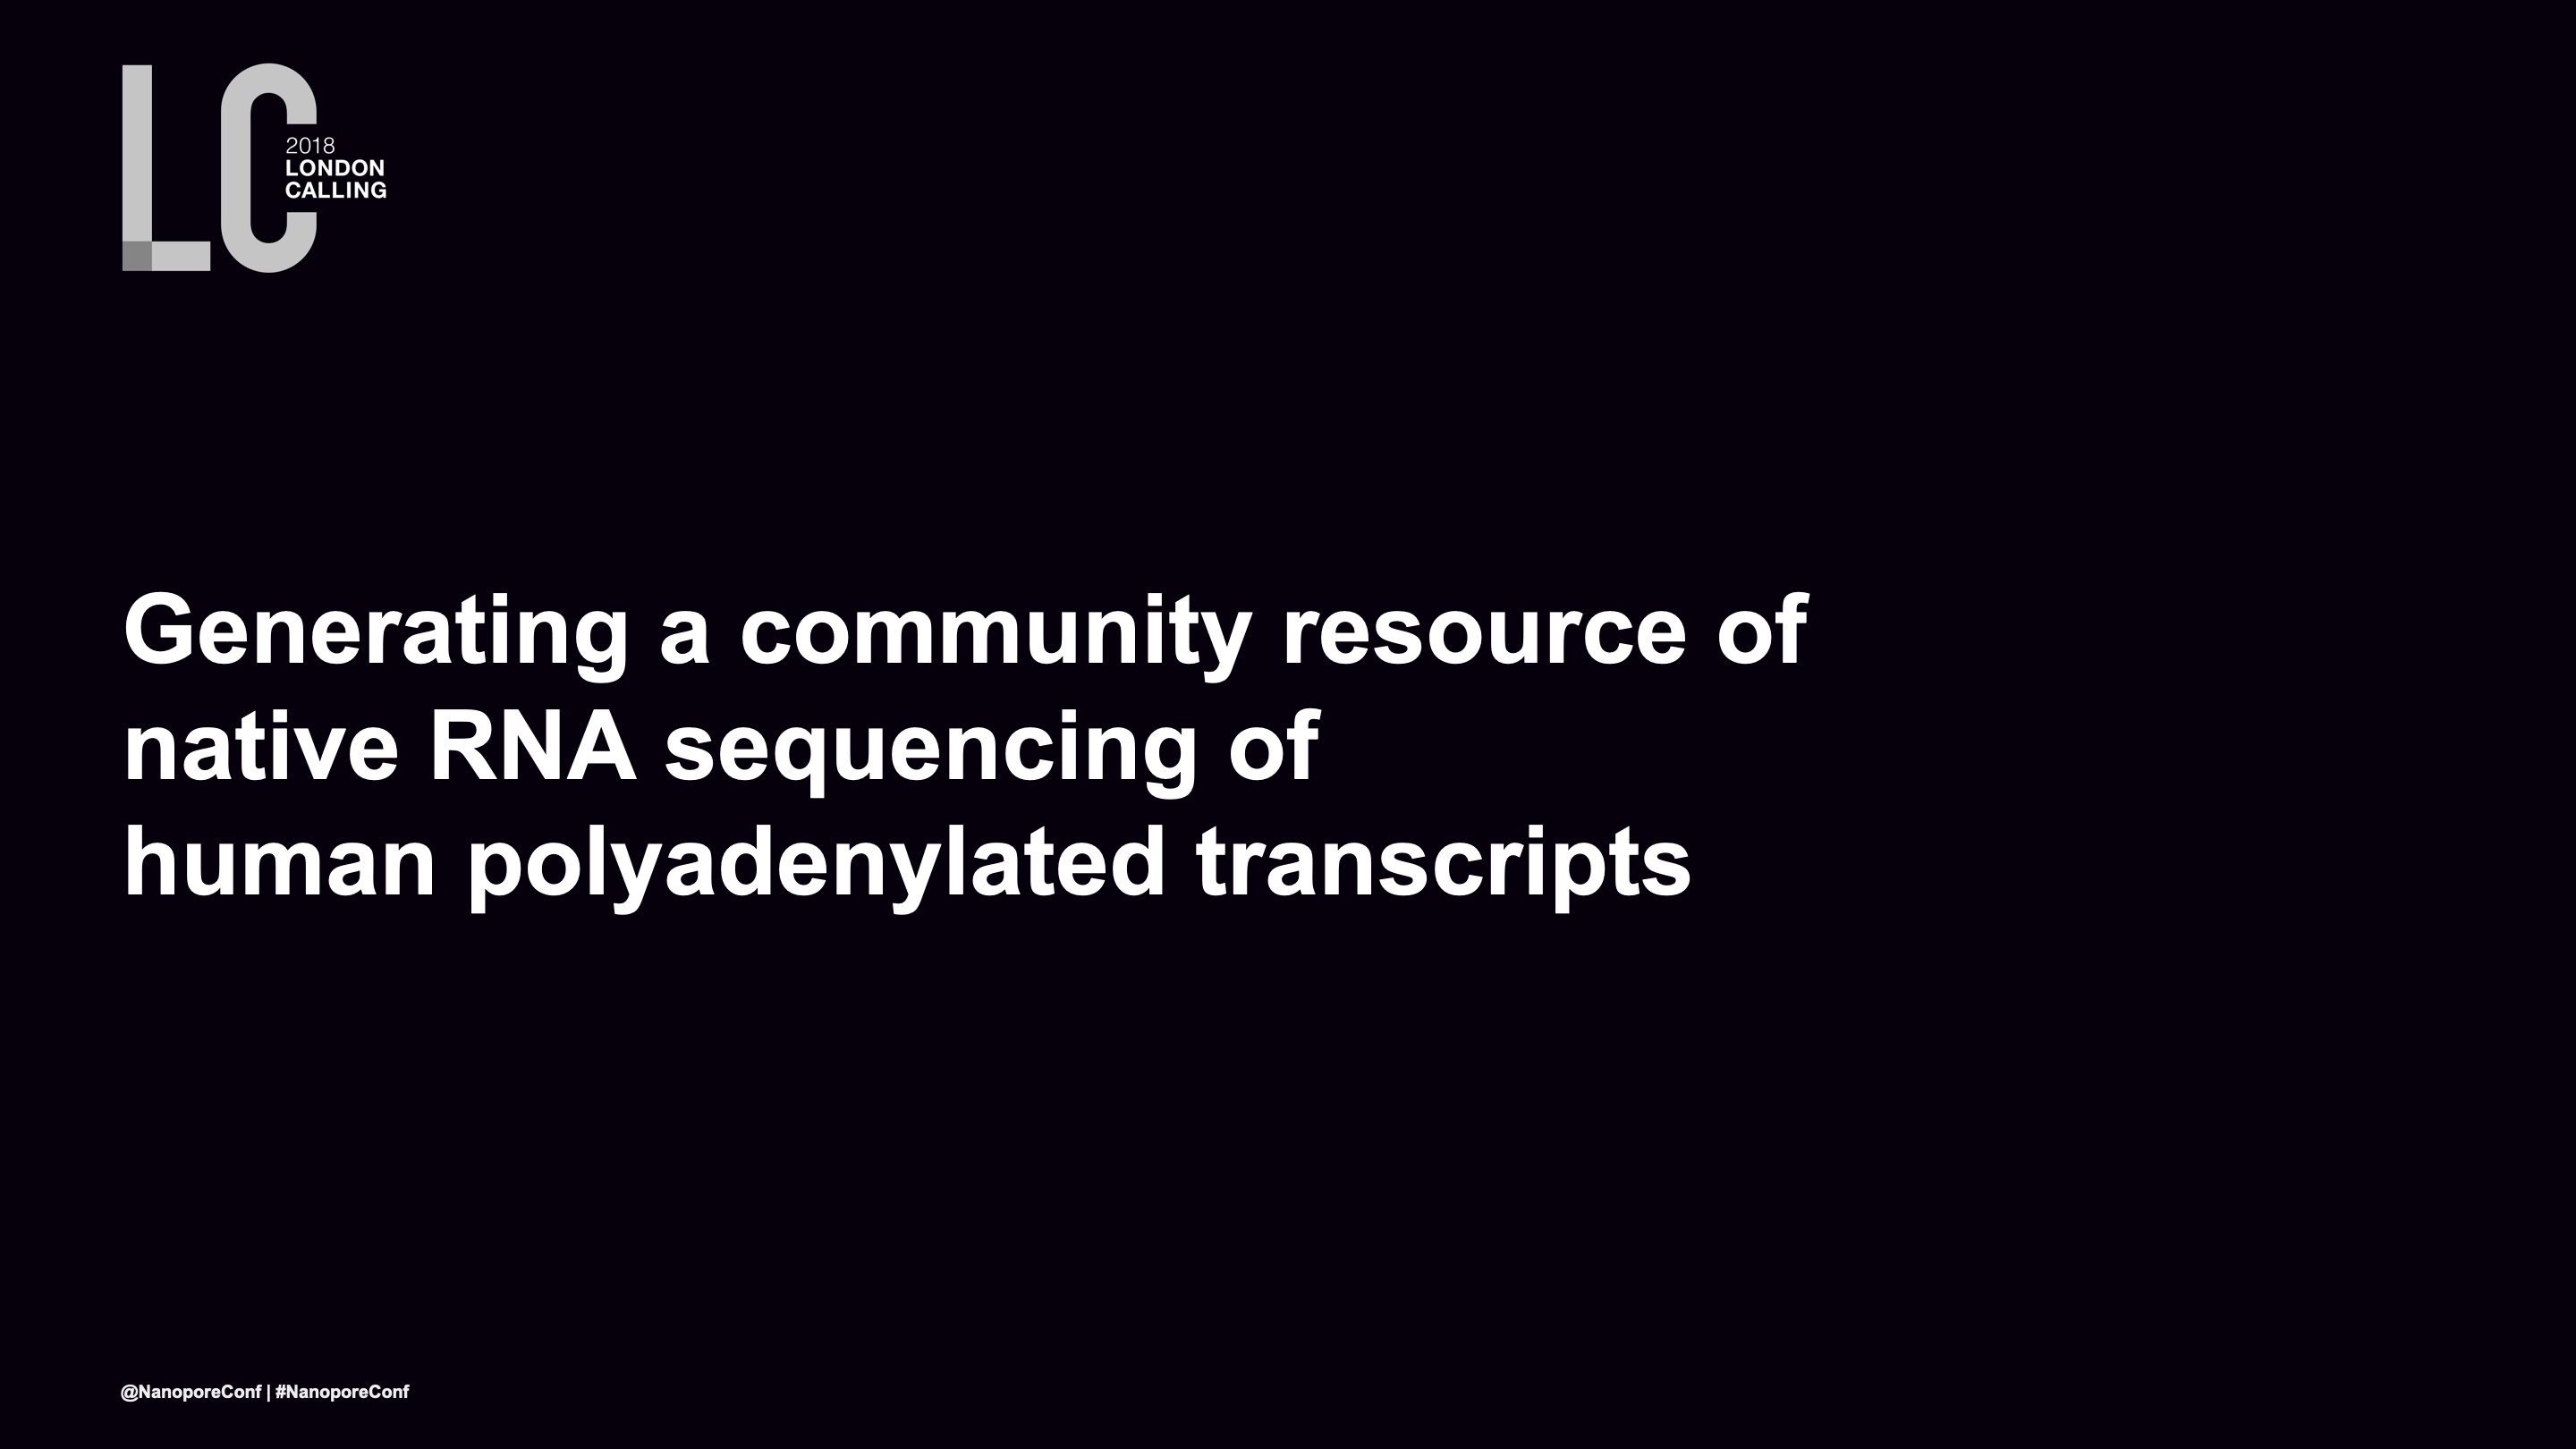 LC
2018
LONDON
CALLING
Generating a community resource of
native RNA sequencing of
human polyadenylated transcripts
@NanoporeConf | #NanoporeConf